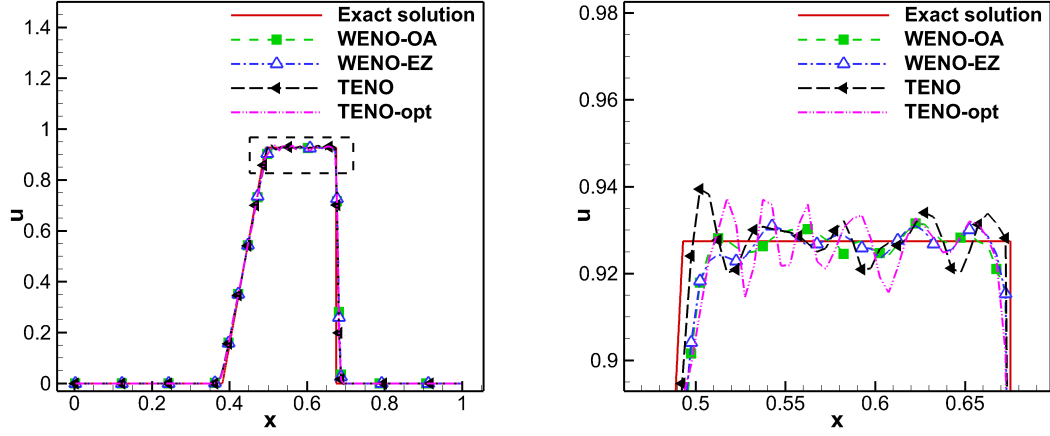 1.4
1.2
1
0.8
0.6
0.4
0.2
0
u
0
0.2
0.4
0.6
0.8
1
x
Exact solution
WENO-OA
WENO-EZ
TENO
TENO-opt
0.98
0.96
0.94
0.92
0.9
u
0.5
0.55
0.6
0.65
x
Exact solution
WENO-OA
WENO-EZ
TENO
TENO-opt